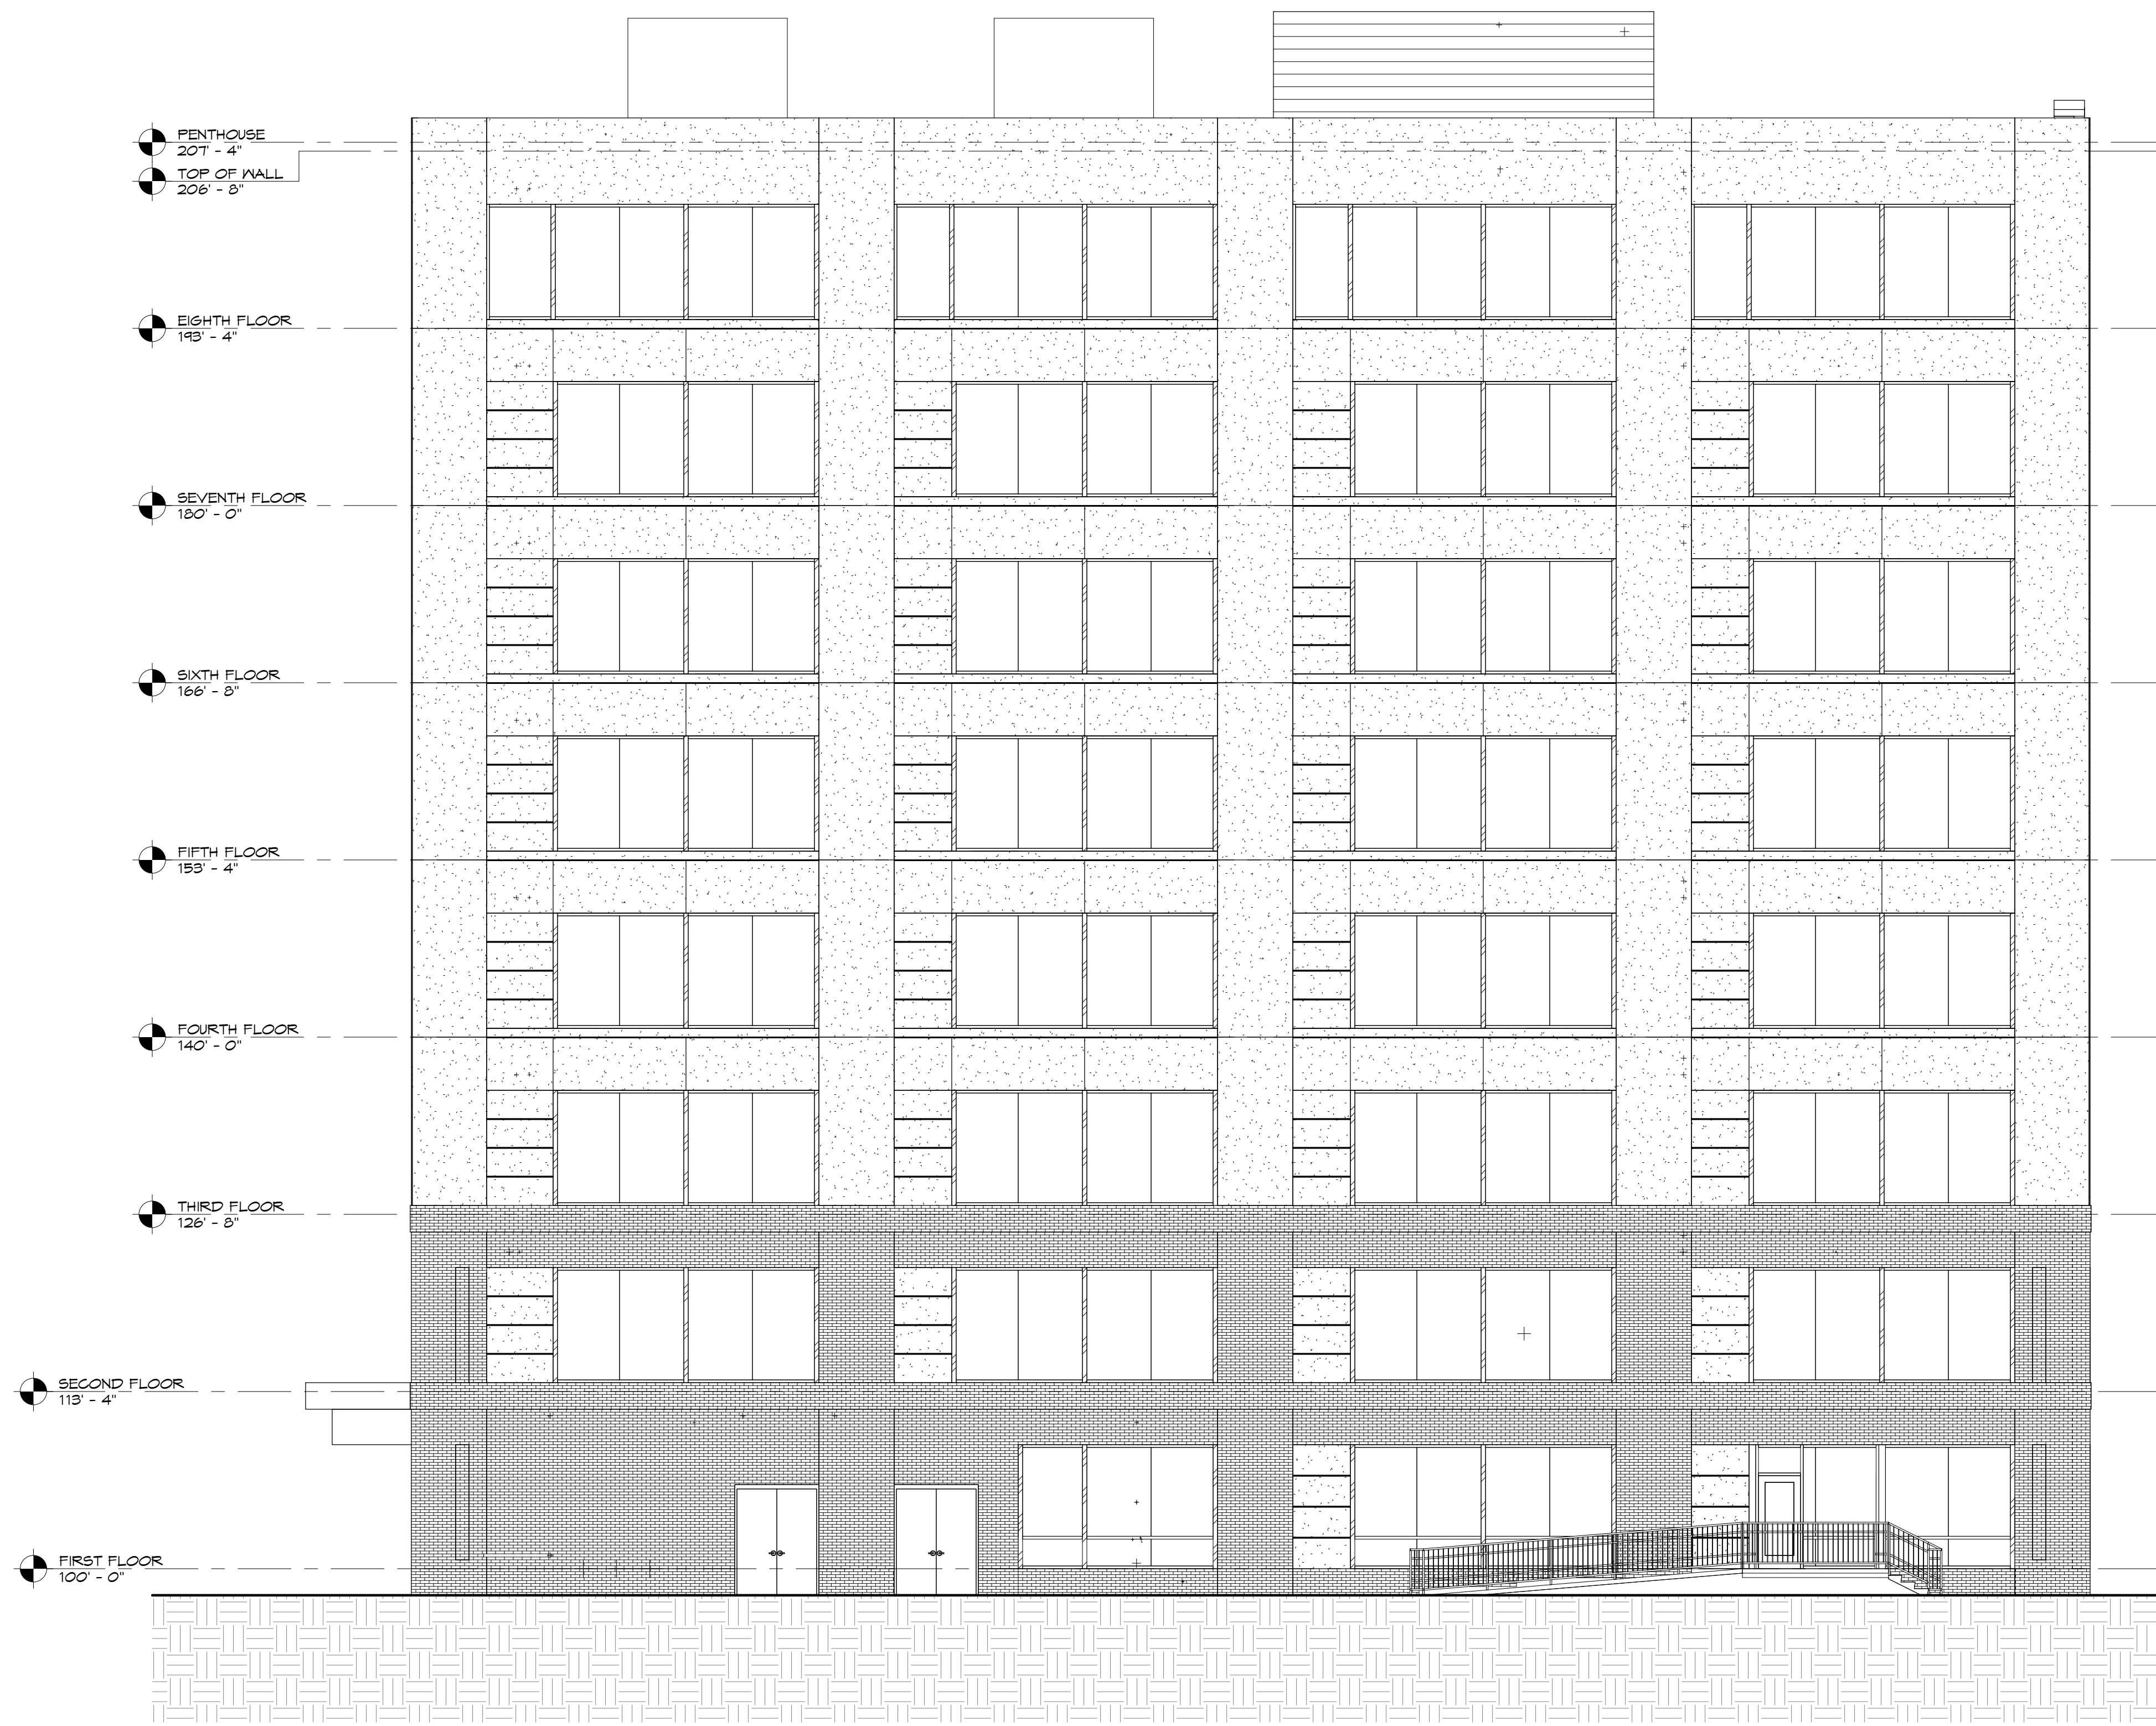 PENTHOUSE
207' - 4"
TOP OF WALL
206' - 8"
EIGHTH FLOOR
193' - 4"
SEVENTH FLOOR
180' - 0"
SIXTH FLOOR
166' - 8"
FIFTH FLOOR
153' - 4"
FOURTH FLOOR
140' - 0"
THIRD FLOOR
126' - 8"
SECOND FLOOR
113' - 4"
FIRST FLOOR
100' - 0"